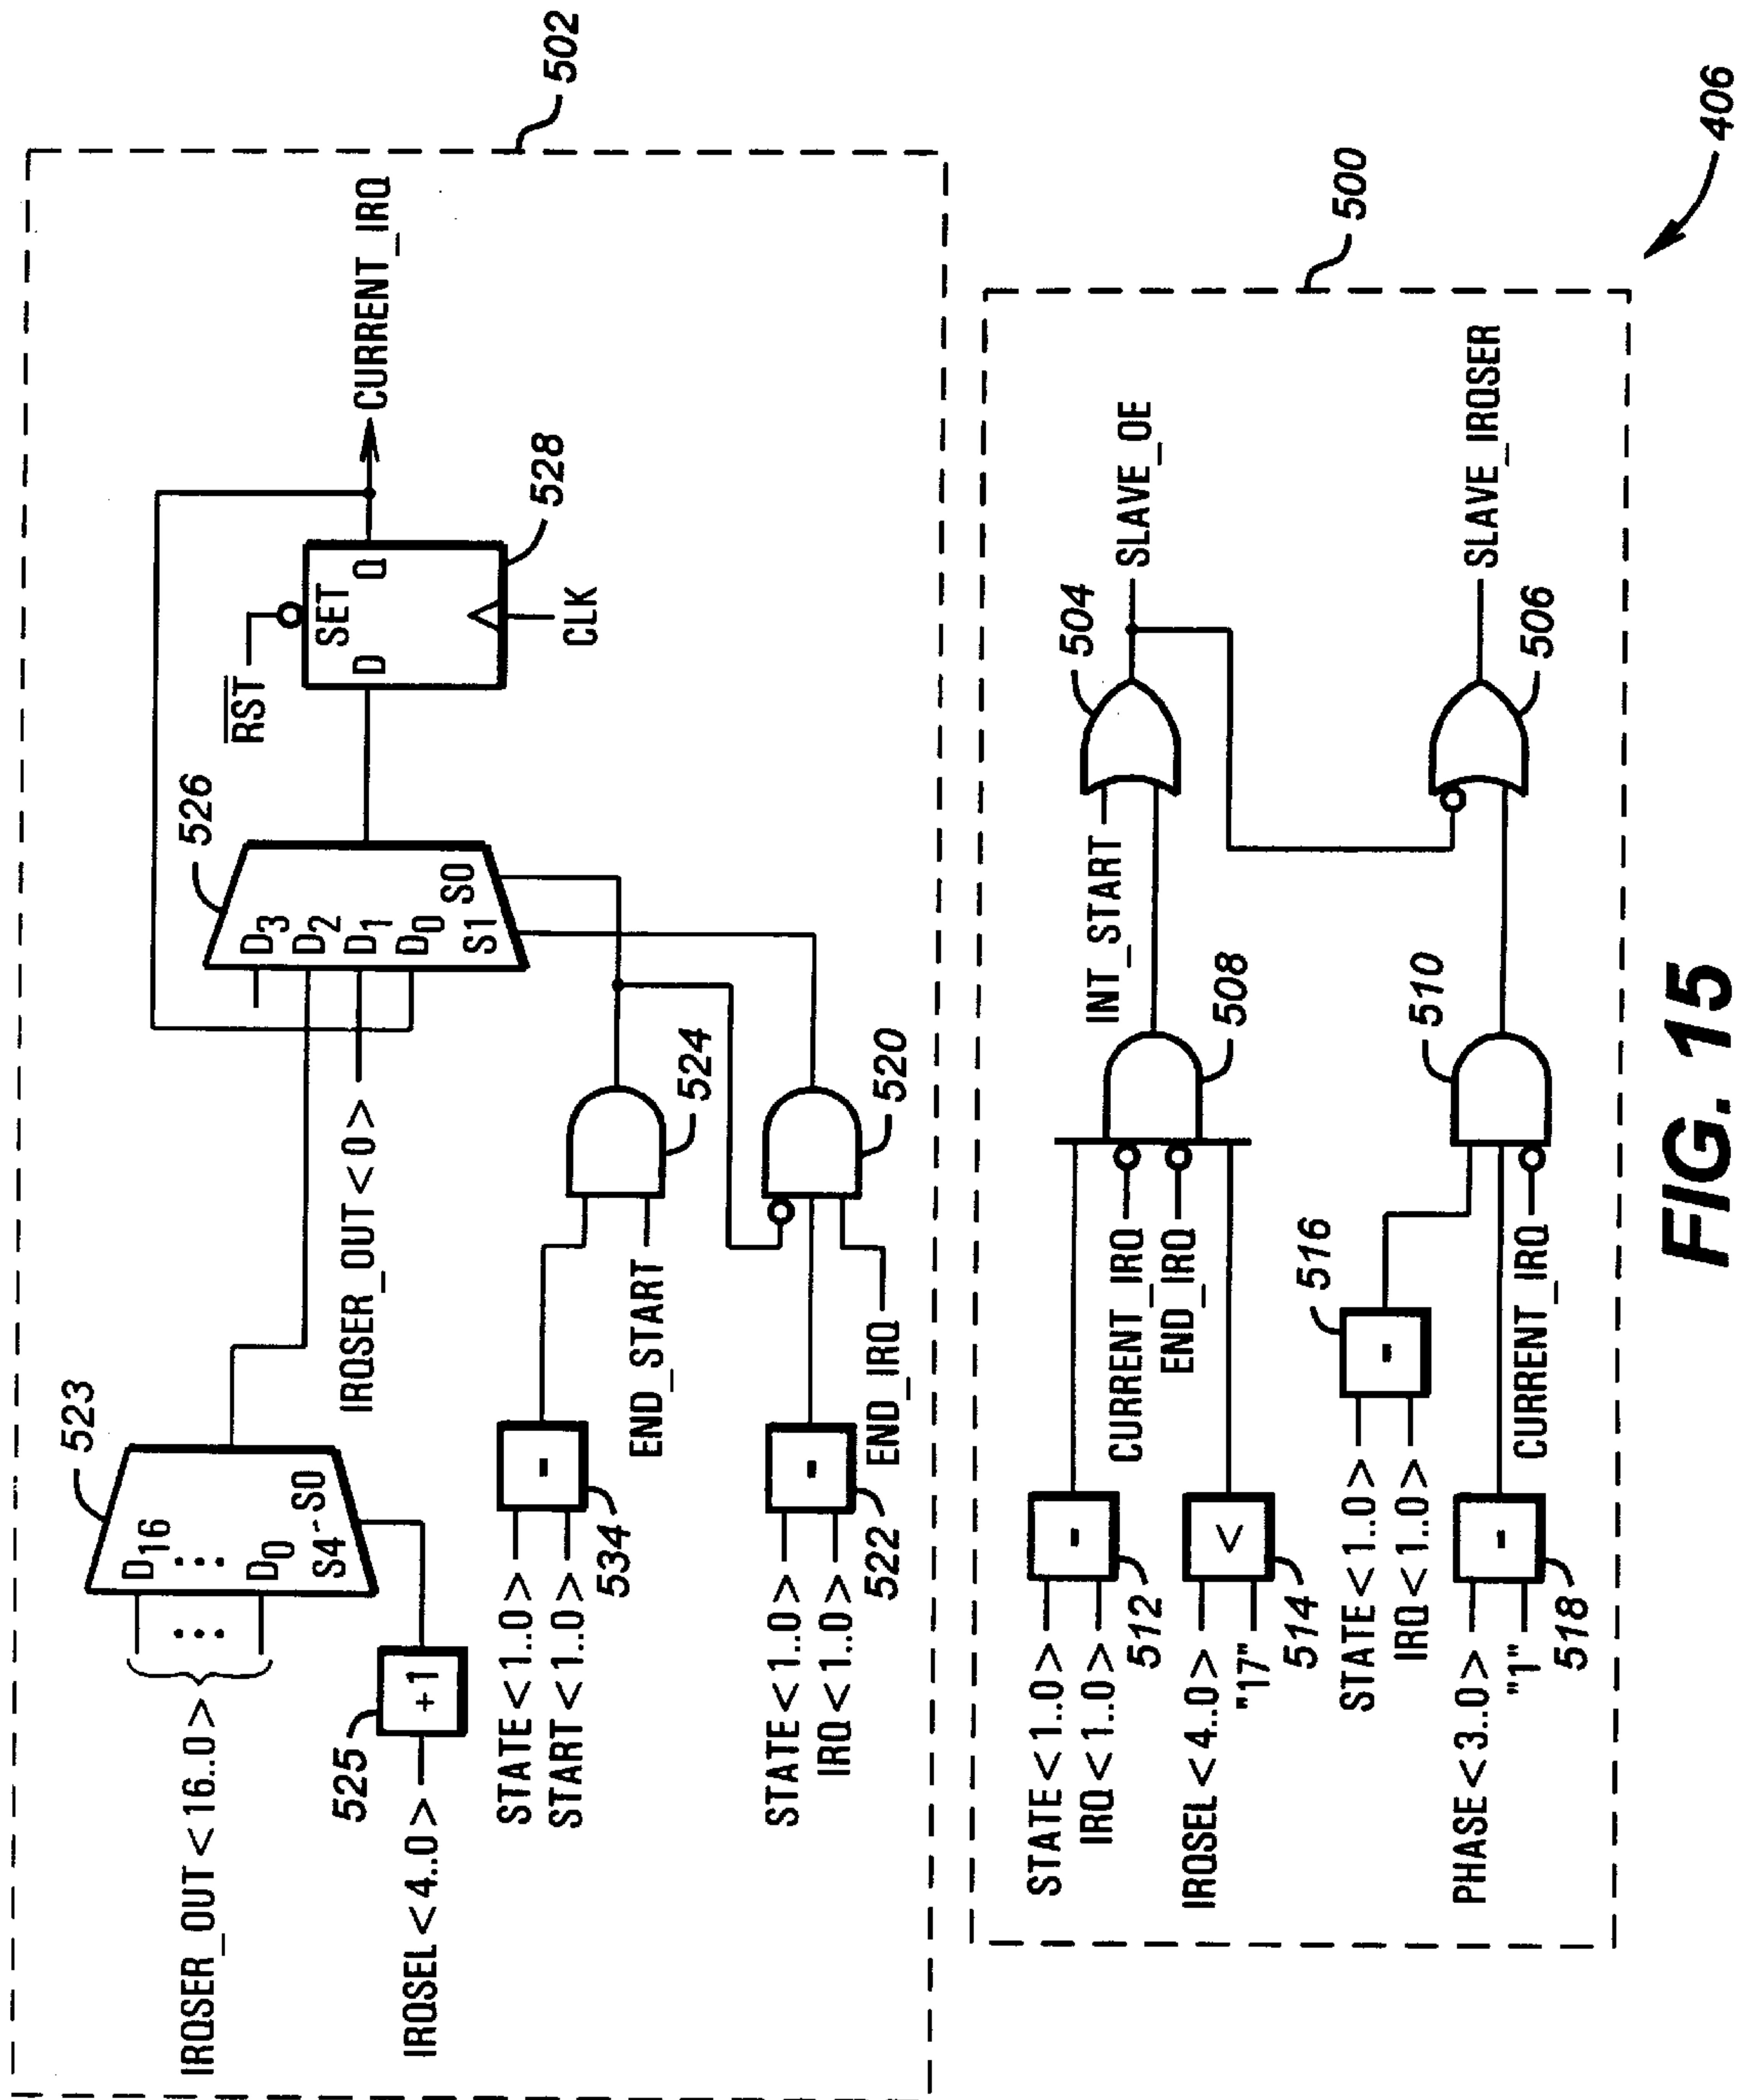 502
CURRENT_IRQ
526
RST
SET
D Q
528
CLK
D3
D2
D1
D0
S0
S1
523
D16
D0
S4-S0
IRQSER_OUT<16..0>
IRQSER_OUT<0>
IRQSEL<4..0>
525
+1
STATE<1..0>
START<1..0>
534
=
END_START
524
STATE<1..0>
IRQ<1..0>
522
=
END_IRQ
520
500
INT_START
504
SLAVE_OE
STATE<1..0>
IRQ<1..0>
512
=
CURRENT_IRQ
END_IRQ
508
IRQSEL<4..0>
"17"
514
<
516
=
STATE<1..0>
IRQ<1..0>
510
506
SLAVE_IRQSER
PHASE<3..0>
"1"
518
=
CURRENT_IRQ
406
FIG. 15